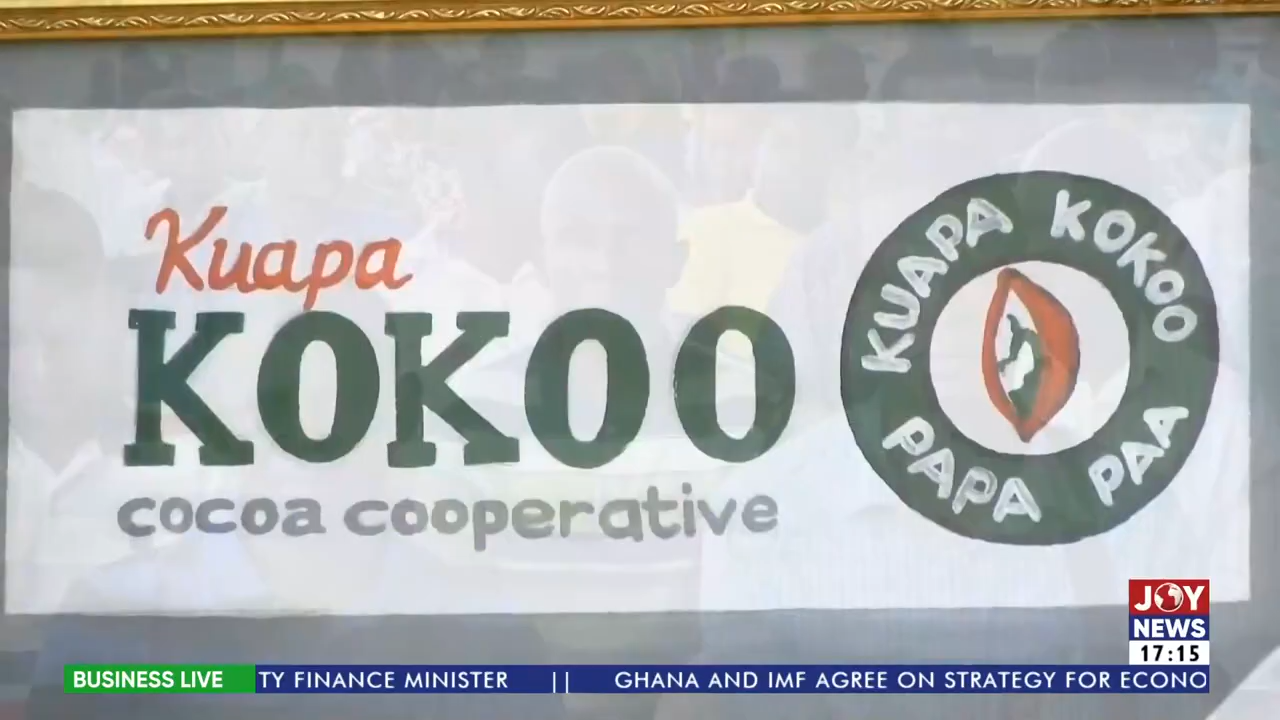 Kuapa
KOKOO
cocoa cooperative
KUAPA KOKOO
PAPA PAA
JOY
NEWS
17:15
BUSINESS LIVE
TY FINANCE MINISTER || GHANA AND IMF AGREE ON STRATEGY FOR ECONO